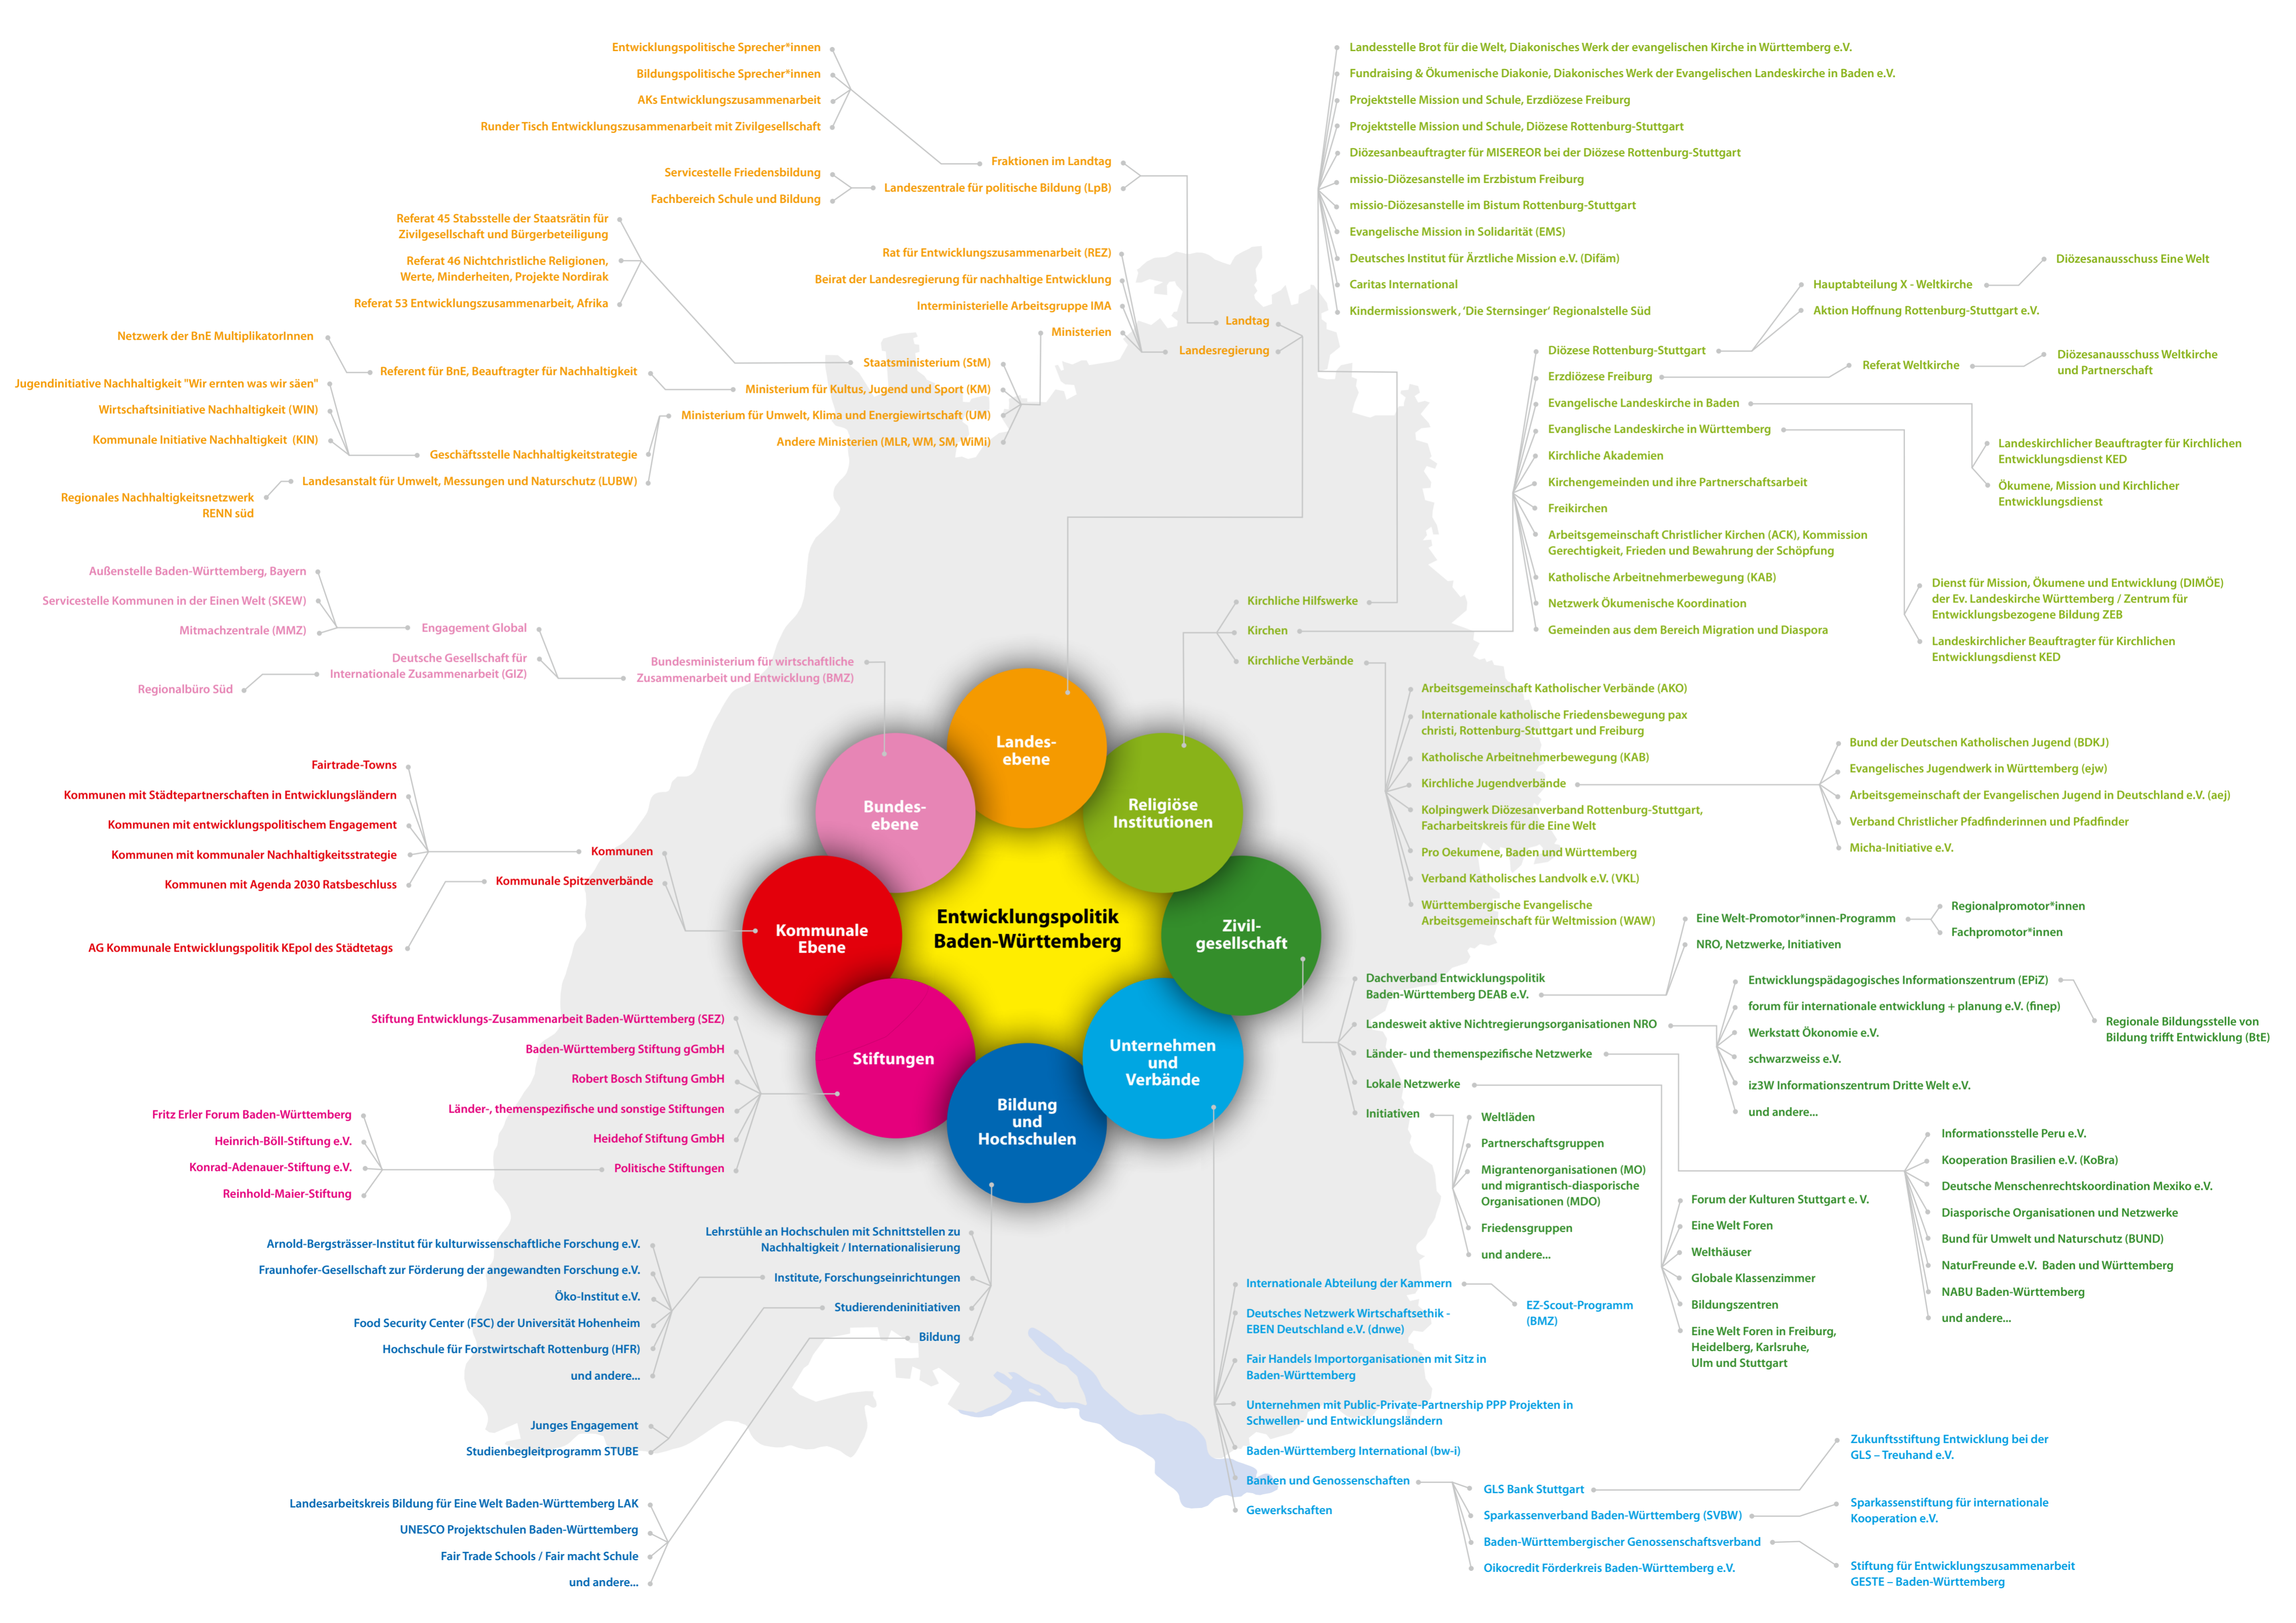 Entwicklungspolitik
Baden-Württemberg
Landes-
ebene
Landtag
Fraktionen im Landtag
Entwicklungspolitische Sprecher*innen
Bildungspolitische Sprecher*innen
AKs Entwicklungszusammenarbeit
Runder Tisch Entwicklungszusammenarbeit mit Zivilgesellschaft
Landeszentrale für politische Bildung (LpB)
Servicestelle Friedensbildung
Fachbereich Schule und Bildung
Landesregierung
Rat für Entwicklungszusammenarbeit (REZ)
Beirat der Landesregierung für nachhaltige Entwicklung
Interministerielle Arbeitsgruppe IMA
Ministerien
Staatsministerium (StM)
Referat 45 Stabsstelle der Staatsrätin für
Zivilgesellschaft und Bürgerbeteiligung
Referat 46 Nichtchristliche Religionen,
Werte, Minderheiten, Projekte Nordirak
Referat 53 Entwicklungszusammenarbeit, Afrika
Ministerium für Kultus, Jugend und Sport (KM)
Referent für BnE, Beauftragter für Nachhaltigkeit
Netzwerk der BnE MultiplikatorInnen
Ministerium für Umwelt, Klima und Energiewirtschaft (UM)
Geschäftsstelle Nachhaltigkeitstrategie
Jugendinitiative Nachhaltigkeit "Wir ernten was wir säen"
Wirtschaftsinitiative Nachhaltigkeit (WIN)
Kommunale Initiative Nachhaltigkeit (KIN)
Landesanstalt für Umwelt, Messungen und Naturschutz (LUBW)
Regionales Nachhaltigkeitsnetzwerk
RENN süd
Andere Ministerien (MLR, WM, SM, WiMi)
Religiöse
Institutionen
Kirchliche Hilfswerke
Landesstelle Brot für die Welt, Diakonisches Werk der evangelischen Kirche in Württemberg e.V.
Fundraising & Ökumenische Diakonie, Diakonisches Werk der Evangelischen Landeskirche in Baden e.V.
Projektstelle Mission und Schule, Erzdiözese Freiburg
Projektstelle Mission und Schule, Diözese Rottenburg-Stuttgart
Diözesanbeauftragter für MISEREOR bei der Diözese Rottenburg-Stuttgart
missio-Diözesanstelle im Erzbistum Freiburg
missio-Diözesanstelle im Bistum Rottenburg-Stuttgart
Evangelische Mission in Solidarität (EMS)
Deutsches Institut für Ärztliche Mission e.V. (Difäm)
Caritas International
Kindermissionswerk, ‘Die Sternsinger’ Regionalstelle Süd
Kirchen
Diözese Rottenburg-Stuttgart
Hauptabteilung X - Weltkirche
Diözesanausschuss Eine Welt
Aktion Hoffnung Rottenburg-Stuttgart e.V.
Erzdiözese Freiburg
Referat Weltkirche
Diözesanausschuss Weltkirche
und Partnerschaft
Evangelische Landeskirche in Baden
Landeskirchlicher Beauftragter für Kirchlichen
Entwicklungsdienst KED
Ökumene, Mission und Kirchlicher
Entwicklungsdienst
Evanglische Landeskirche in Württemberg
Dienst für Mission, Ökumene und Entwicklung (DIMÖE)
der Ev. Landeskirche Württemberg / Zentrum für
Entwicklungsbezogene Bildung ZEB
Landeskirchlicher Beauftragter für Kirchlichen
Entwicklungsdienst KED
Kirchliche Akademien
Kirchengemeinden und ihre Partnerschaftsarbeit
Freikirchen
Arbeitsgemeinschaft Christlicher Kirchen (ACK), Kommission
Gerechtigkeit, Frieden und Bewahrung der Schöpfung
Katholische Arbeitnehmerbewegung (KAB)
Netzwerk Ökumenische Koordination
Gemeinden aus dem Bereich Migration und Diaspora
Kirchliche Verbände
Arbeitsgemeinschaft Katholischer Verbände (AKO)
Internationale katholische Friedensbewegung pax
christi, Rottenburg-Stuttgart und Freiburg
Katholische Arbeitnehmerbewegung (KAB)
Kirchliche Jugendverbände
Bund der Deutschen Katholischen Jugend (BDKJ)
Evangelisches Jugendwerk in Württemberg (ejw)
Arbeitsgemeinschaft der Evangelischen Jugend in Deutschland e.V. (aej)
Verband Christlicher Pfadfinderinnen und Pfadfinder
Micha-Initiative e.V.
Kolpingwerk Diözesanverband Rottenburg-Stuttgart,
Facharbeitskreis für die Eine Welt
Pro Oekumene, Baden und Württemberg
Verband Katholisches Landvolk e.V. (VKL)
Württembergische Evangelische
Arbeitsgemeinschaft für Weltmission (WAW)
Zivil-
gesellschaft
Dachverband Entwicklungspolitik
Baden-Württemberg DEAB e.V.
Eine Welt-Promotor*innen-Programm
Regionalpromotor*innen
Fachpromotor*innen
NRO, Netzwerke, Initiativen
Landesweit aktive Nichtregierungsorganisationen NRO
Entwicklungspädagogisches Informationszentrum (EPiZ)
Regionale Bildungsstelle von
Bildung trifft Entwicklung (BtE)
forum für internationale entwicklung + planung e.V. (finep)
Werkstatt Ökonomie e.V.
schwarzweiss e.V.
iz3W Informationszentrum Dritte Welt e.V.
und andere...
Länder- und themenspezifische Netzwerke
Informationsstelle Peru e.V.
Kooperation Brasilien e.V. (KoBra)
Deutsche Menschenrechtskoordination Mexiko e.V.
Diasporische Organisationen und Netzwerke
Bund für Umwelt und Naturschutz (BUND)
NaturFreunde e.V. Baden und Württemberg
NABU Baden-Württemberg
und andere...
Lokale Netzwerke
Forum der Kulturen Stuttgart e. V.
Eine Welt Foren
Welthäuser
Globale Klassenzimmer
Bildungszentren
Eine Welt Foren in Freiburg,
Heidelberg, Karlsruhe,
Ulm und Stuttgart
Initiativen
Weltläden
Partnerschaftsgruppen
Migrantenorganisationen (MO)
und migrantisch-diasporische
Organisationen (MDO)
Friedensgruppen
und andere...
Unternehmen
und
Verbände
Internationale Abteilung der Kammern
EZ-Scout-Programm
(BMZ)
Deutsches Netzwerk Wirtschaftsethik -
EBEN Deutschland e.V. (dnwe)
Fair Handels Importorganisationen mit Sitz in
Baden-Württemberg
Unternehmen mit Public-Private-Partnership PPP Projekten in
Schwellen- und Entwicklungsländern
Baden-Württemberg International (bw-i)
Banken und Genossenschaften
GLS Bank Stuttgart
Zukunftsstiftung Entwicklung bei der
GLS – Treuhand e.V.
Sparkassenverband Baden-Württemberg (SVBW)
Sparkassenstiftung für internationale
Kooperation e.V.
Baden-Württembergischer Genossenschaftsverband
Stiftung für Entwicklungszusammenarbeit
GESTE – Baden-Württemberg
Oikocredit Förderkreis Baden-Württemberg e.V.
Gewerkschaften
Bildung
und
Hochschulen
Lehrstühle an Hochschulen mit Schnittstellen zu
Nachhaltigkeit / Internationalisierung
Institute, Forschungseinrichtungen
Arnold-Bergsträsser-Institut für kulturwissenschaftliche Forschung e.V.
Fraunhofer-Gesellschaft zur Förderung der angewandten Forschung e.V.
Öko-Institut e.V.
Food Security Center (FSC) der Universität Hohenheim
Hochschule für Forstwirtschaft Rottenburg (HFR)
und andere...
Studierendeninitiativen
Junges Engagement
Studienbegleitprogramm STUBE
Bildung
Landesarbeitskreis Bildung für Eine Welt Baden-Württemberg LAK
UNESCO Projektschulen Baden-Württemberg
Fair Trade Schools / Fair macht Schule
und andere...
Stiftungen
Stiftung Entwicklungs-Zusammenarbeit Baden-Württemberg (SEZ)
Baden-Württemberg Stiftung gGmbH
Robert Bosch Stiftung GmbH
Länder-, themenspezifische und sonstige Stiftungen
Heidehof Stiftung GmbH
Politische Stiftungen
Fritz Erler Forum Baden-Württemberg
Heinrich-Böll-Stiftung e.V.
Konrad-Adenauer-Stiftung e.V.
Reinhold-Maier-Stiftung
Kommunale
Ebene
Kommunen
Fairtrade-Towns
Kommunen mit Städtepartnerschaften in Entwicklungsländern
Kommunen mit entwicklungspolitischem Engagement
Kommunen mit kommunaler Nachhaltigkeitsstrategie
Kommunen mit Agenda 2030 Ratsbeschluss
Kommunale Spitzenverbände
AG Kommunale Entwicklungspolitik KEpol des Städtetags
Bundes-
ebene
Bundesministerium für wirtschaftliche
Zusammenarbeit und Entwicklung (BMZ)
Engagement Global
Außenstelle Baden-Württemberg, Bayern
Servicestelle Kommunen in der Einen Welt (SKEW)
Mitmachzentrale (MMZ)
Deutsche Gesellschaft für
Internationale Zusammenarbeit (GIZ)
Regionalbüro Süd